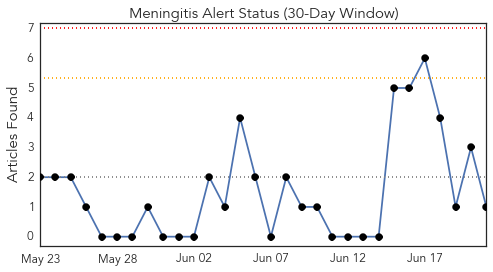 Meningitis Alert Status (30-Day Window)
Articles Found
7
6
5
4
3
2
1
0
May 23
May 28
Jun 02
Jun 07
Jun 12
Jun 17